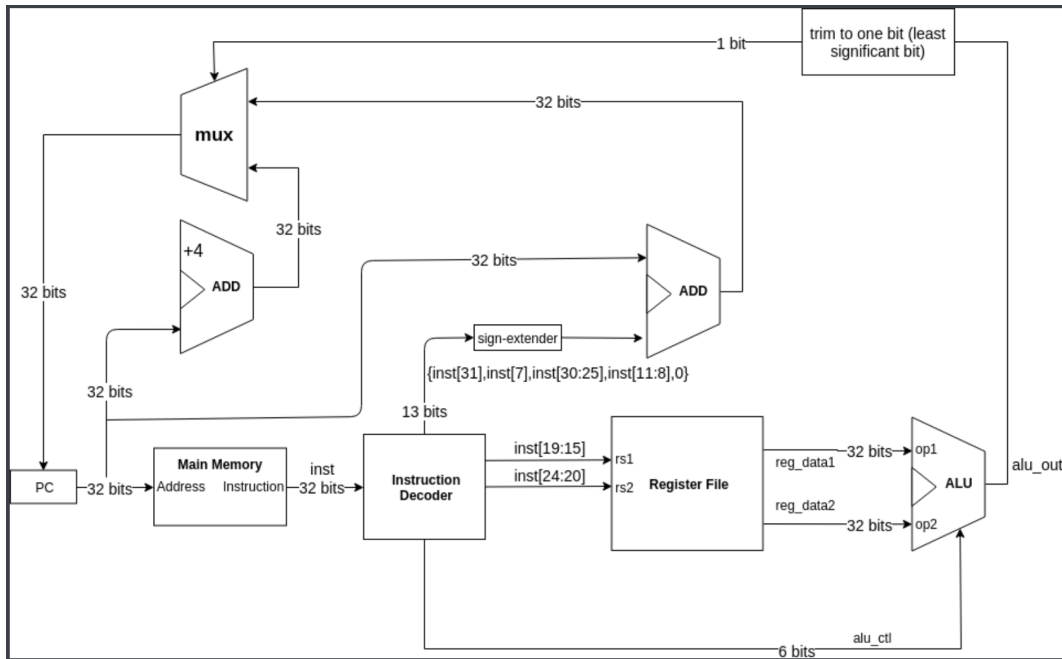 trim to one bit (least
significant bit)
1 bit
32 bits
mux
32 bits
+4
ADD
32 bits
32 bits
ADD
sign-extender
{inst[31],inst[7],inst[30:25],inst[11:8],0}
32 bits
13 bits
PC
32 bits
Main Memory
Address
Instruction
inst
32 bits
Instruction
Decoder
inst[19:15]
inst[24:20]
rs1
rs2
Register File
reg_data1
32 bits
reg_data2
32 bits
op1
ALU
op2
alu_out
alu_ctl
6 bits